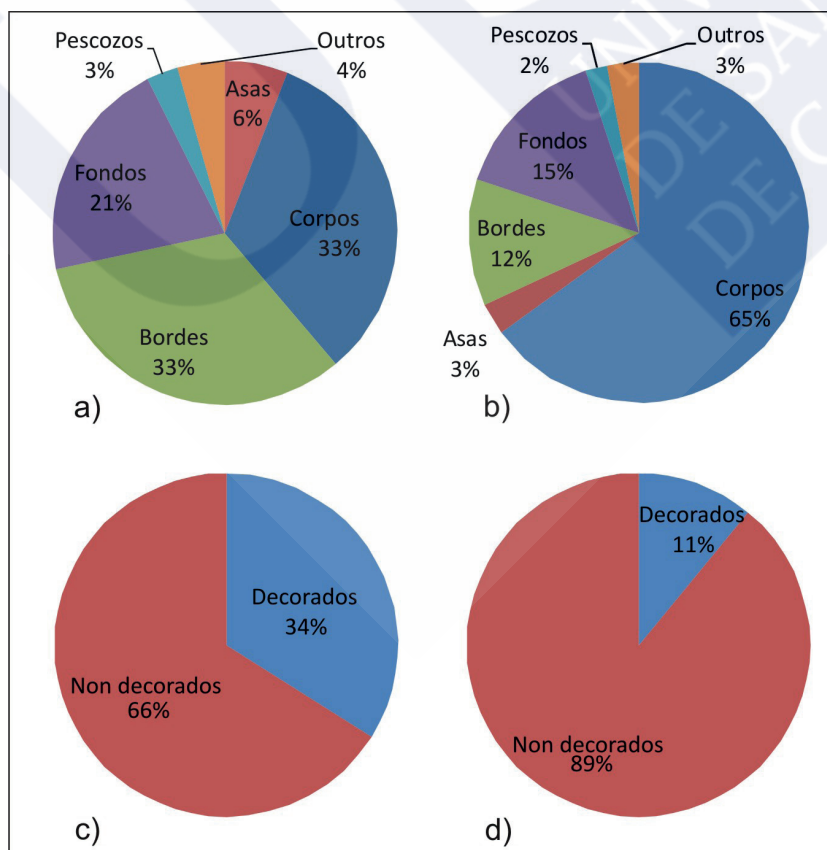 Pescozos
3%
Outros
4%
Asas
6%
Corpos
33%
Bordes
33%
Fondos
21%
a)
Pescozos
2%
Outros
3%
Fondos
15%
Bordes
12%
Asas
3%
Corpos
65%
b)
Decorados
34%
Non decorados
66%
c)
Decorados
11%
Non decorados
89%
d)